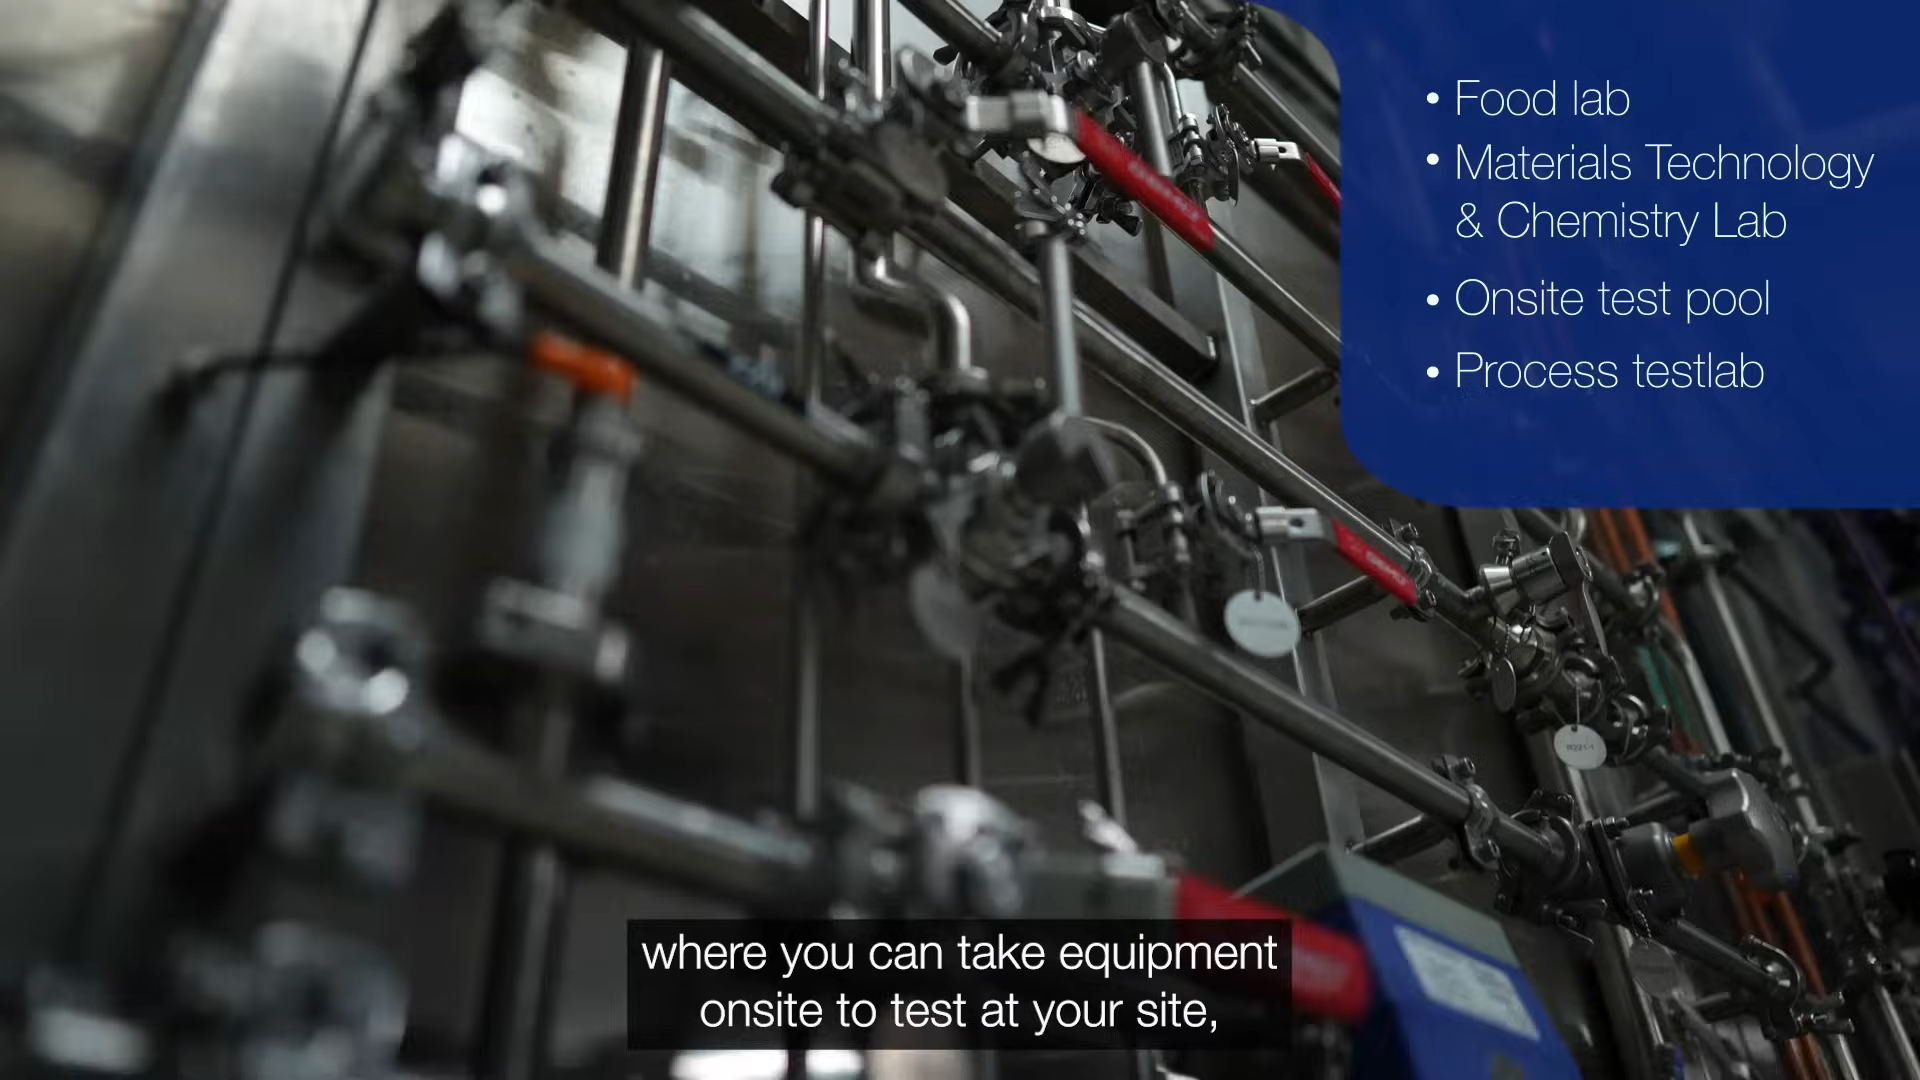 • Food lab
• Materials Technology
& Chemistry Lab
• Onsite test pool
• Process testlab
where you can take equipment
onsite to test at your site,